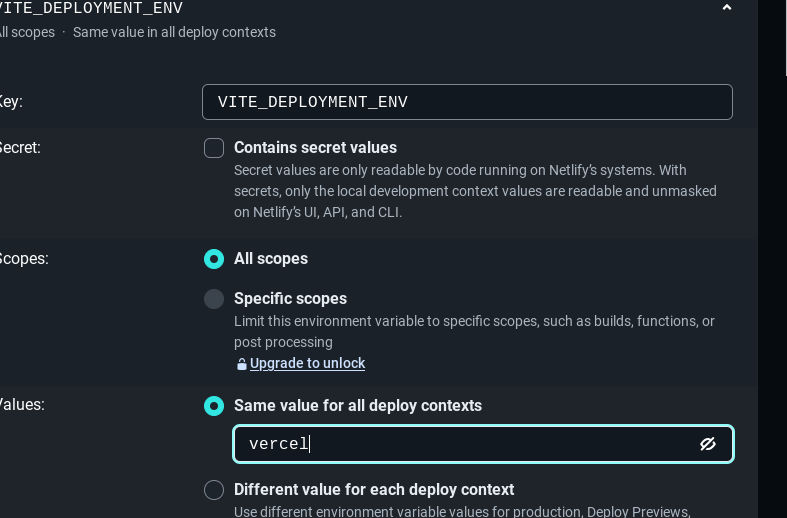 VITE_DEPLOYMENT_ENV
All scopes · Same value in all deploy contexts
Key:
VITE_DEPLOYMENT_ENV
Secret:
Contains secret values
Secret values are only readable by code running on Netlify's systems. With
secrets, only the local development context values are readable and unmasked
on Netlify's UI, API, and CLI.
Scopes:
All scopes
Specific scopes
Limit this environment variable to specific scopes, such as builds, functions, or
post processing
Upgrade to unlock
Values:
Same value for all deploy contexts
vercel
Different value for each deploy context
Use different environment variable values for production, Deploy Previews,